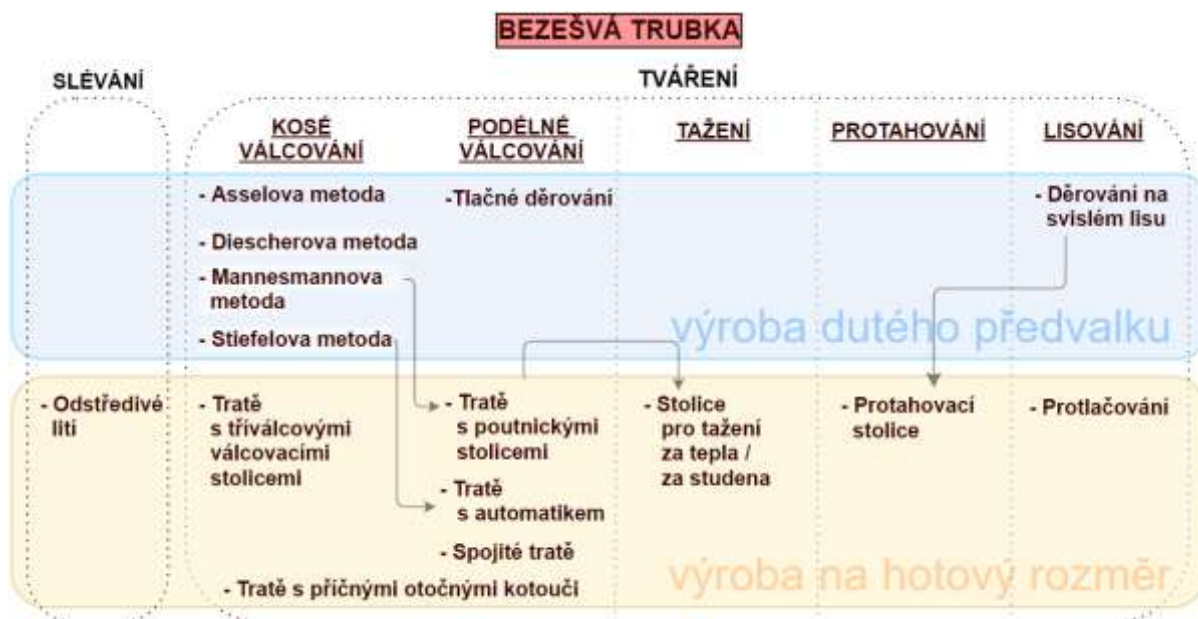 BEZEŠVÁ TRUBKA
SLÉVÁNÍ
TVÁŘENÍ
KOSÉ
VÁLCOVÁNÍ
PODÉLNÉ
VÁLCOVÁNÍ
TAŽENÍ
PROTAHOVÁNÍ
LISOVÁNÍ
- Asselova metoda
- Diescherova metoda
- Mannesmannova
metoda
- Stiefelova metoda
-Tlačné děrování
- Děrování na
svislém lisu
výroba dutého předvalku
- Odstředivé
lití
- Tratě
s tříválcovými
válcovacími
stolicemi
- Tratě
s poutnickými
stolicemi
- Tratě
s automatikem
- Spojité tratě
- Tratě s příčnými otočnými kotouči
- Stolice
pro tažení
za tepla /
za studena
- Protahovací
stolice
- Protlačování
výroba na hotový rozměr